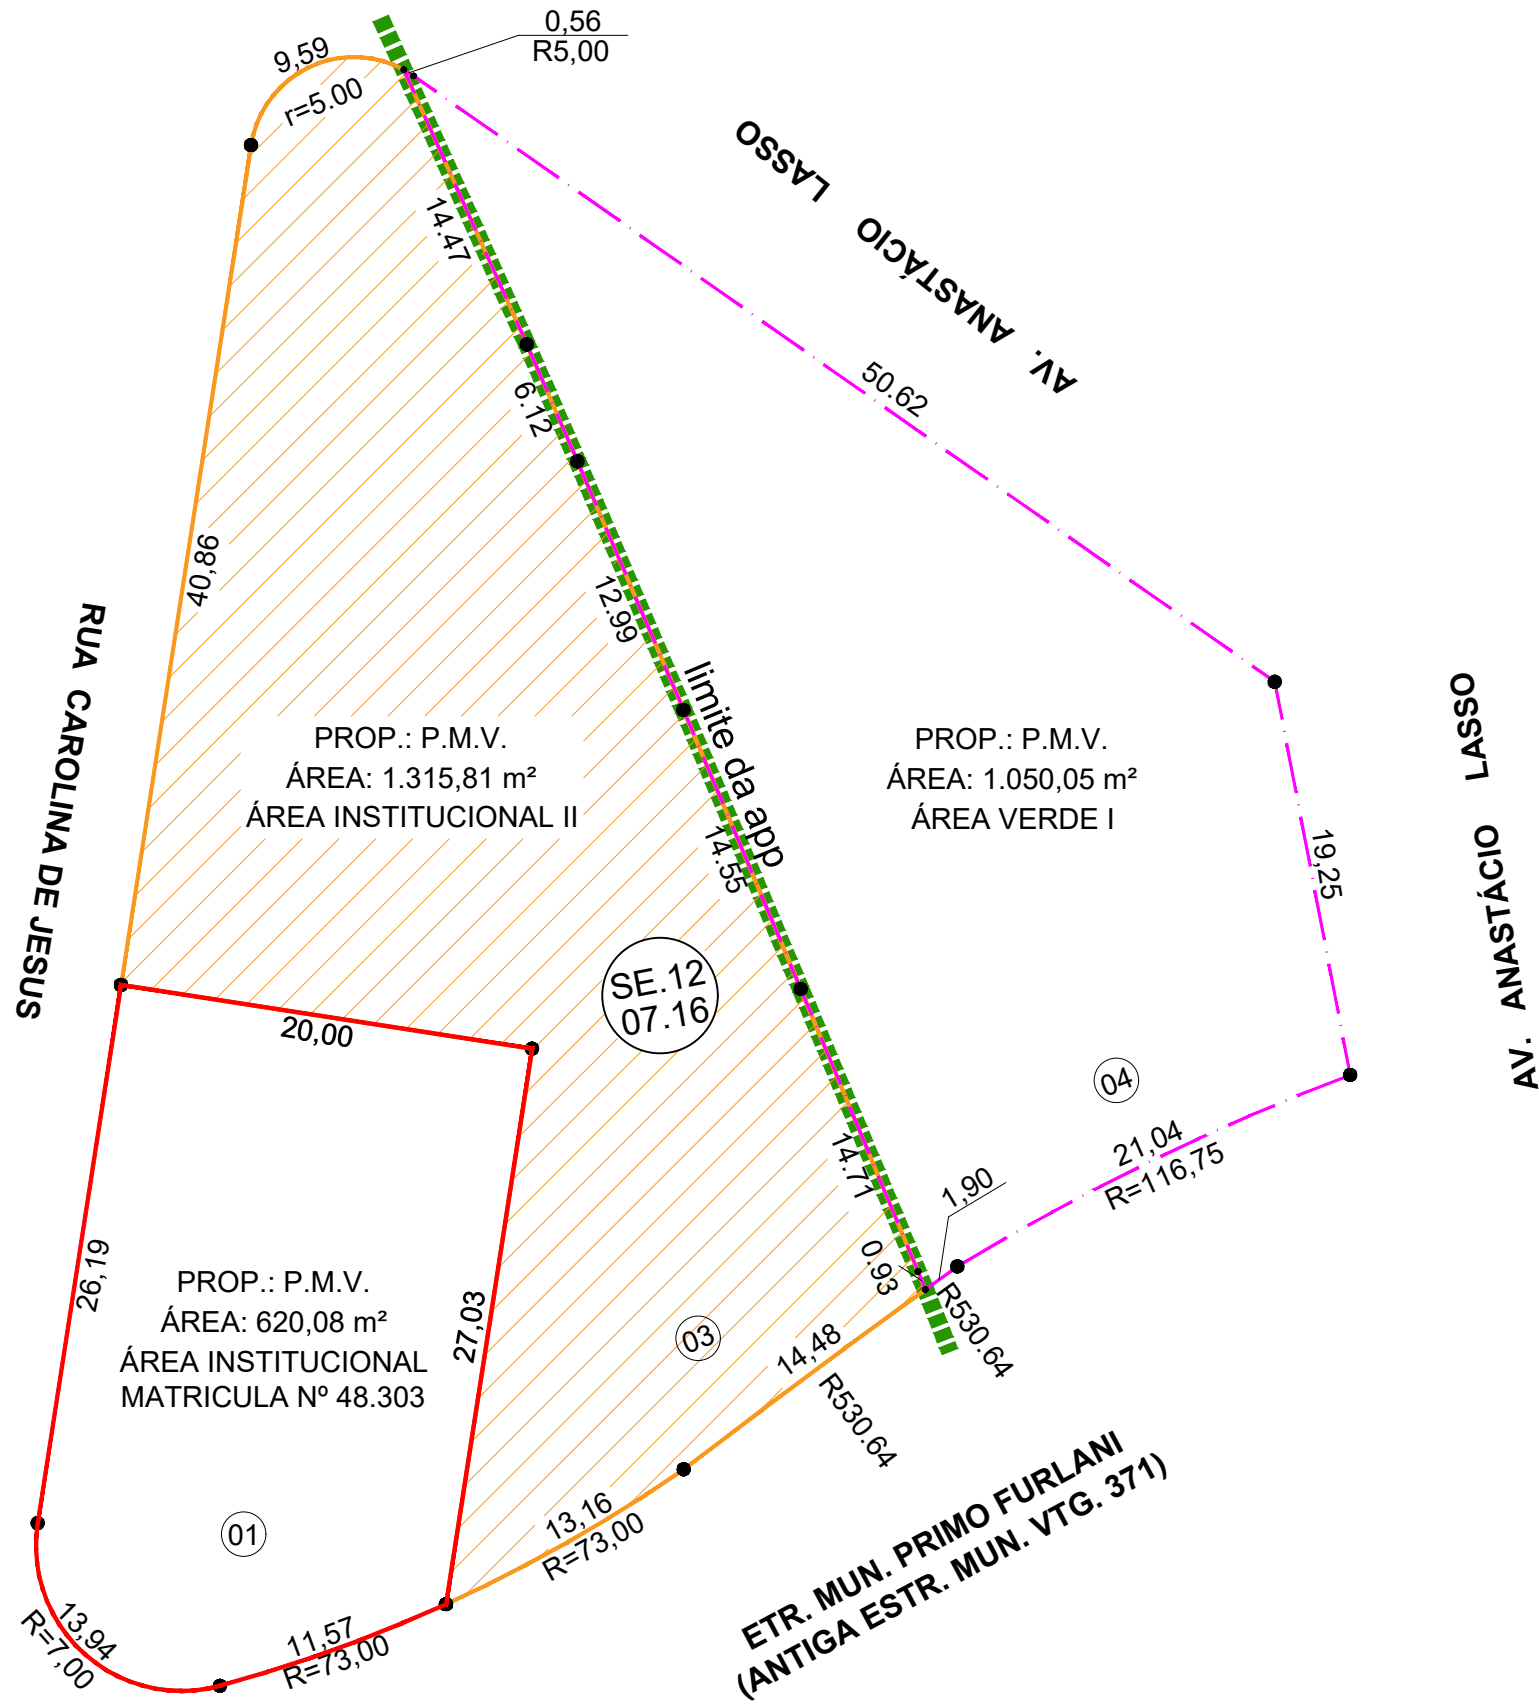 0,56
R5,00
9,59
r=5.00
AV. ANASTÁCIO LASSO
14.47
50.62
6.12
40,86
12.99
RUA CAROLINA DE JESUS
limite da app
PROP.: P.M.V.
ÁREA: 1.315,81 m²
ÁREA INSTITUCIONAL II
PROP.: P.M.V.
ÁREA: 1.050,05 m²
ÁREA VERDE I
14.55
19,25
AV. ANASTÁCIO LASSO
SE.12
07.16
20,00
04
21,04
R=116,75
14.71
1,90
0.93
R530.64
26,19
PROP.: P.M.V.
ÁREA: 620,08 m²
ÁREA INSTITUCIONAL
MATRICULA Nº 48.303
27,03
03
14,48
R530.64
01
13,16
R=73,00
ETR. MUN. PRIMO FURLANI
(ANTIGA ESTR. MUN. VTG. 371)
13,94
R=7,00
11,57
R=73,00